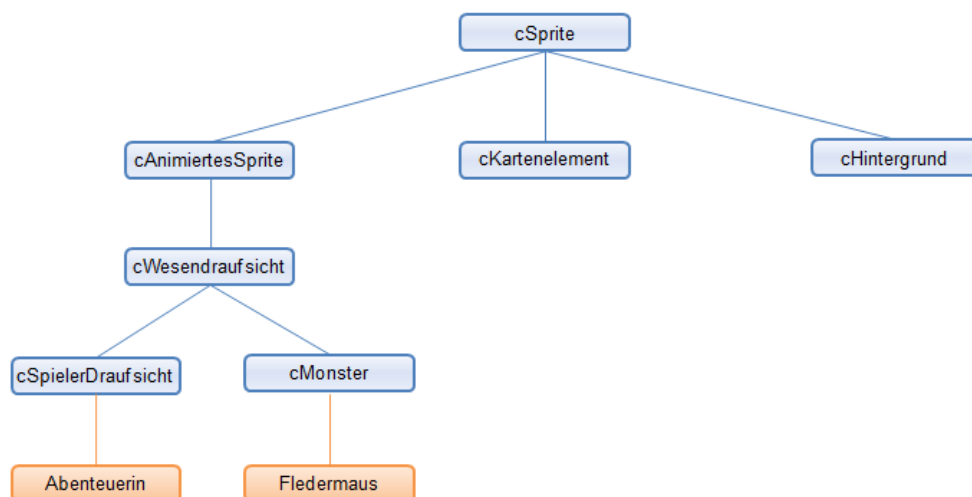 cSprite
cAnimiertesSprite
cKartenelement
cHintergrund
cWesendraufsicht
cSpielerDraufsicht
cMonster
Abenteuerin
Fledermaus